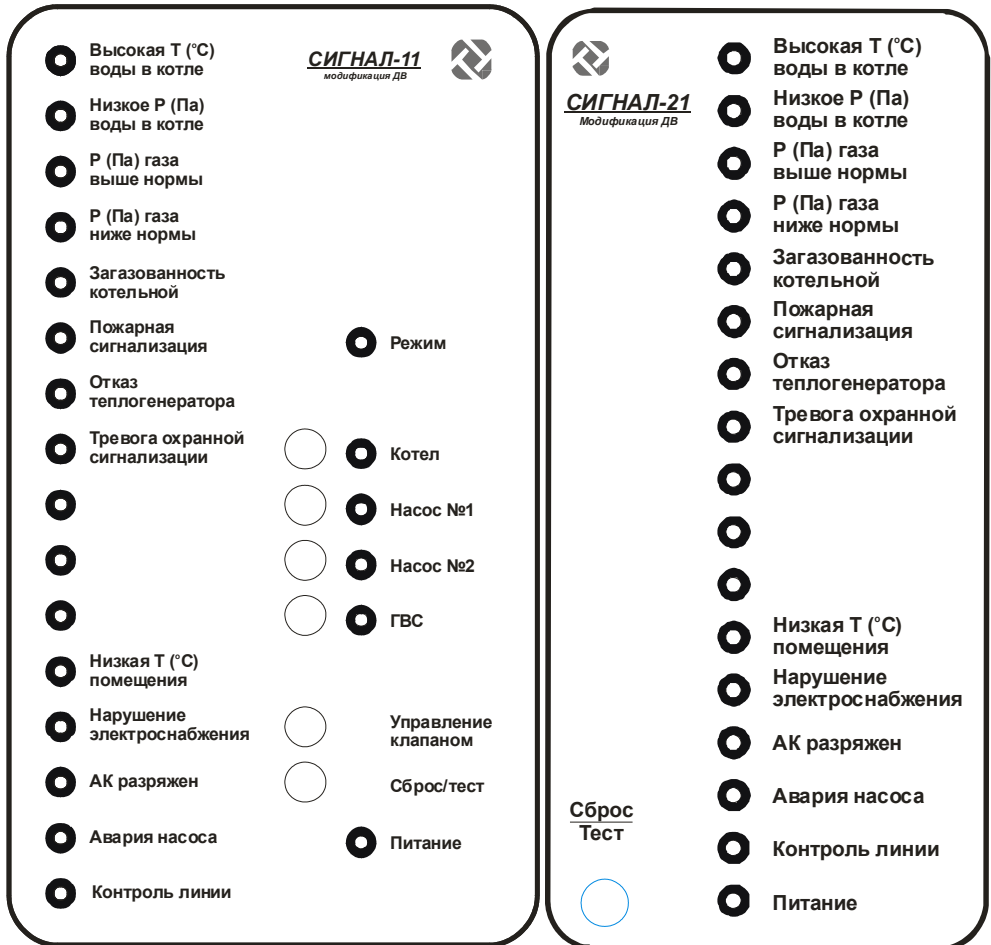 Высокая Т (°С)
воды в котле
Низкое Р (Па)
воды в котле
Р (Па) газа
выше нормы
Р (Па) газа
ниже нормы
Загазованность
котельной
Пожарная
сигнализация
Отказ
теплогенератора
Тревога охранной
сигнализации
Низкая Т (°С)
помещения
Нарушение
электроснабжения
АК разряжен
Авария насоса
Контроль линии
СИГНАЛ-11
модификация ДВ
Режим
Котел
Насос №1
Насос №2
ГВС
Управление
клапаном
Сброс/тест
Питание
СИГНАЛ-21
Модификация ДВ
Сброс
Тест
Высокая Т (°С)
воды в котле
Низкое Р (Па)
воды в котле
Р (Па) газа
выше нормы
Р (Па) газа
ниже нормы
Загазованность
котельной
Пожарная
сигнализация
Отказ
теплогенератора
Тревога охранной
сигнализации
Низкая Т (°С)
помещения
Нарушение
электроснабжения
АК разряжен
Авария насоса
Контроль линии
Питание